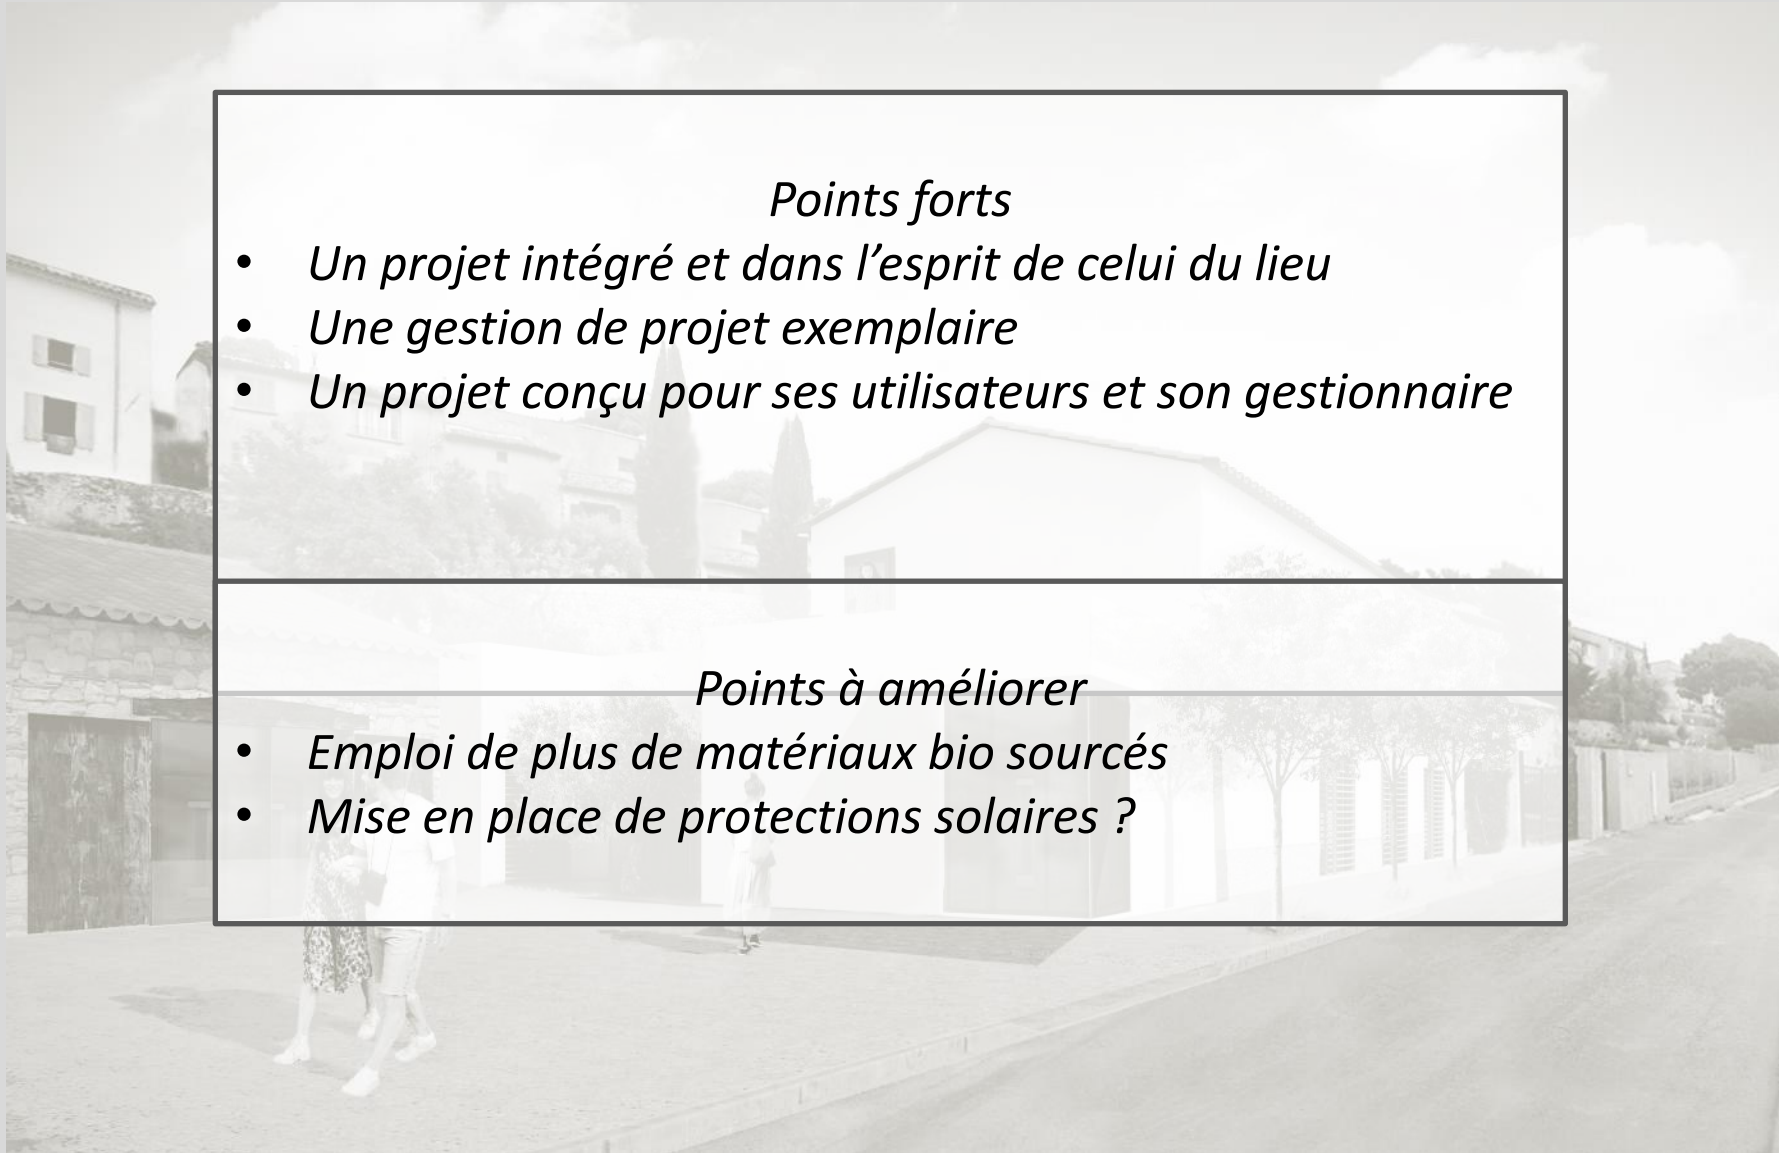 Points forts
• Un projet intégré et dans l’esprit de celui du lieu
• Une gestion de projet exemplaire
• Un projet conçu pour ses utilisateurs et son gestionnaire
Points à améliorer
• Emploi de plus de matériaux bio sourcés
• Mise en place de protections solaires ?